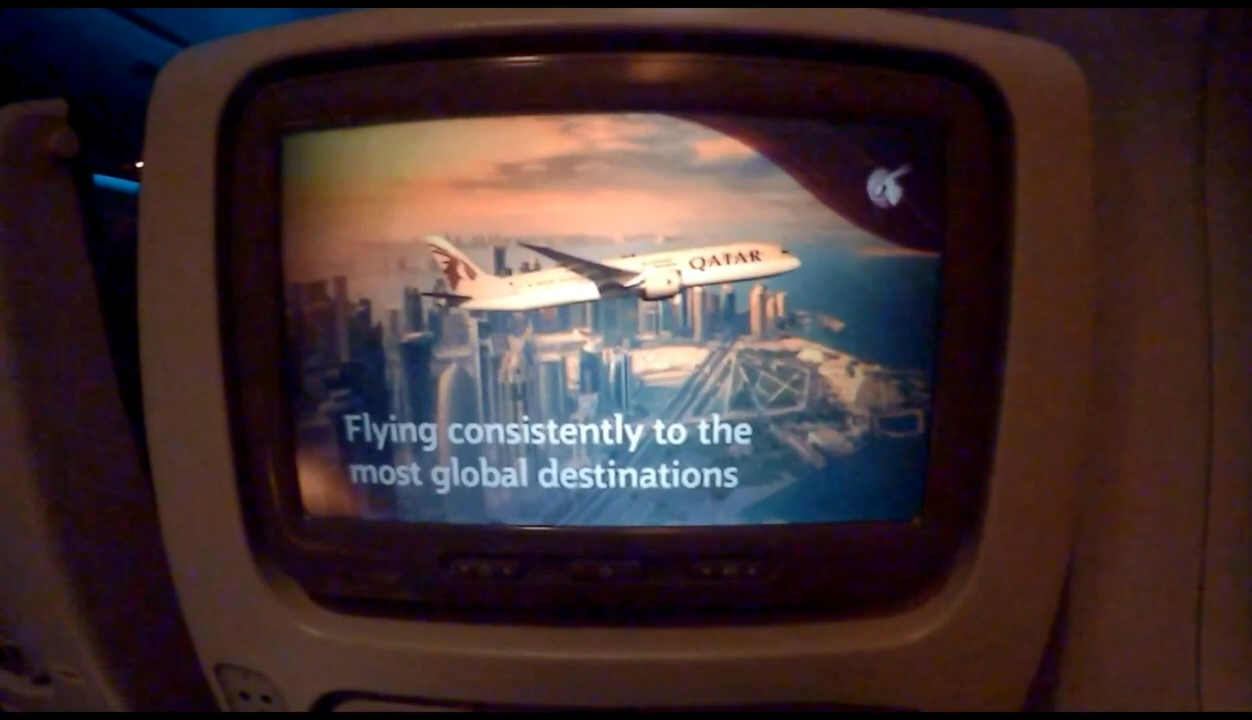 QATAR
Flying consistently to the
most global destinations